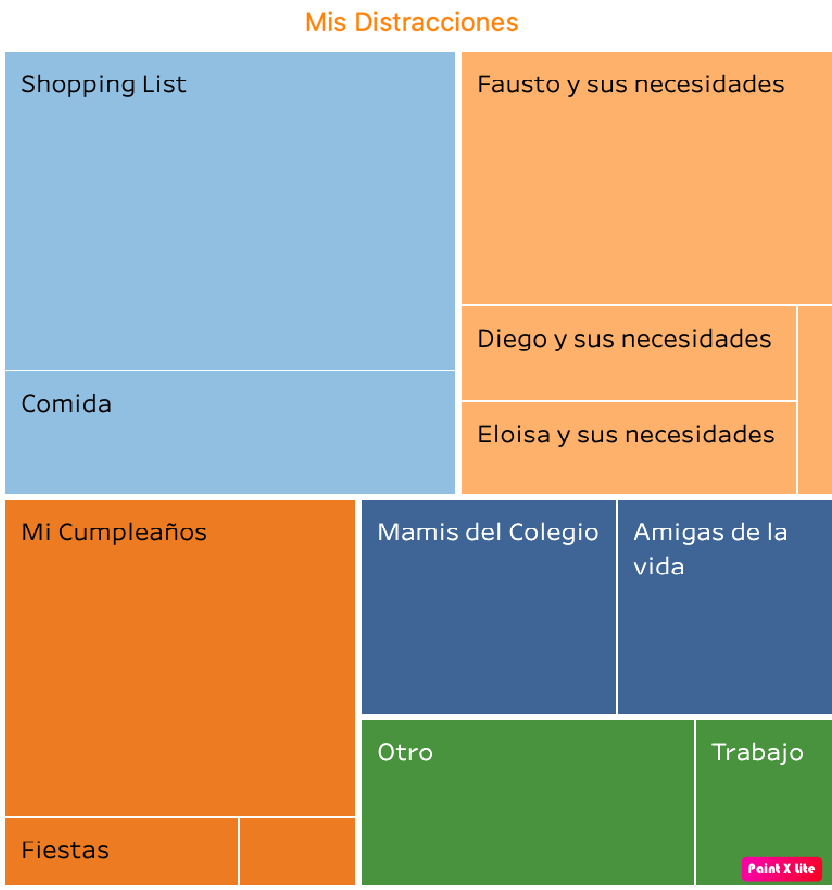 Mis Distracciones
Shopping List
Fausto y sus necesidades
Diego y sus necesidades
Comida
Eloisa y sus necesidades
Mi Cumpleaños
Mamis del Colegio
Amigas de la
vida
Otro
Trabajo
Fiestas
Paint X Lite